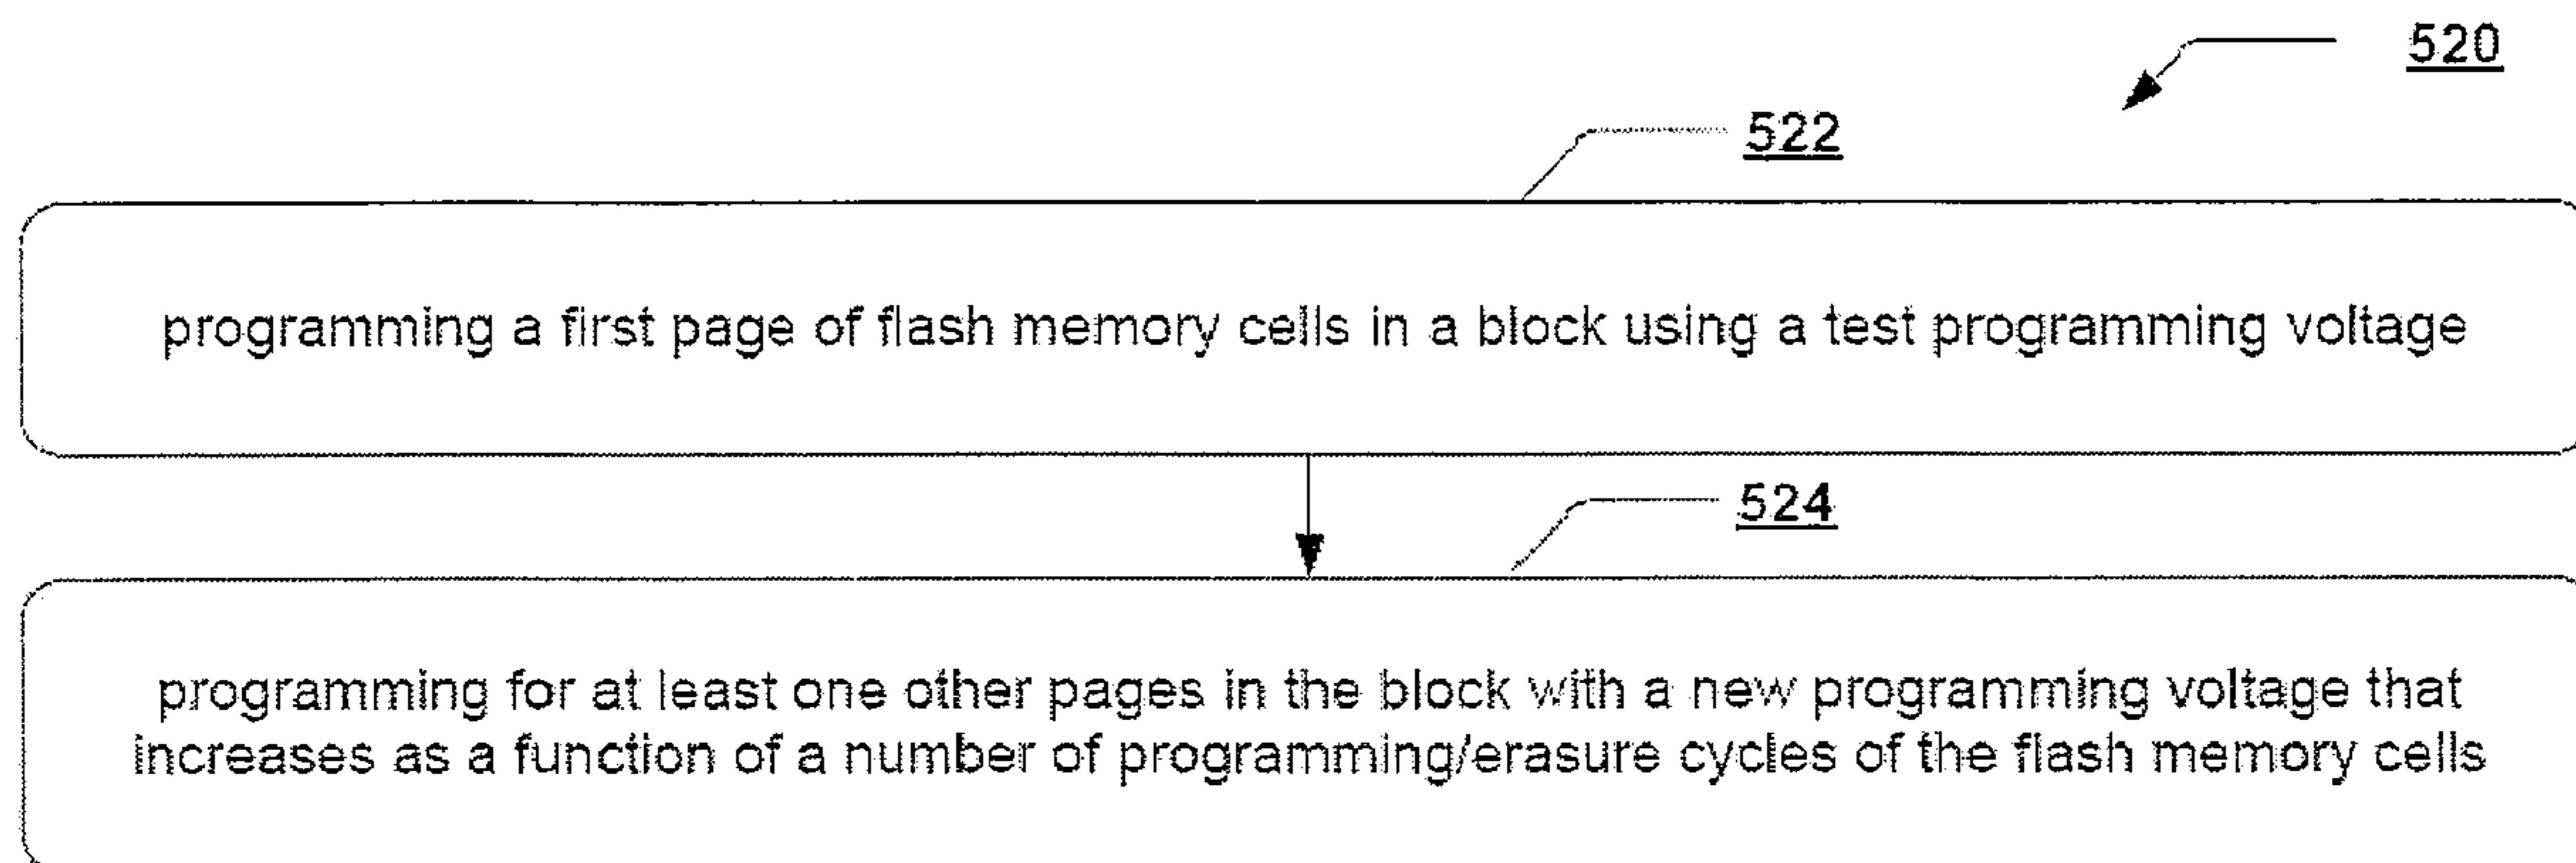 520
522
programming a first page of flash memory cells in a block using a test programming voltage
524
programming for at least one other pages in the block with a new programming voltage that
increases as a function of a number of programming/erasure cycles of the flash memory cells